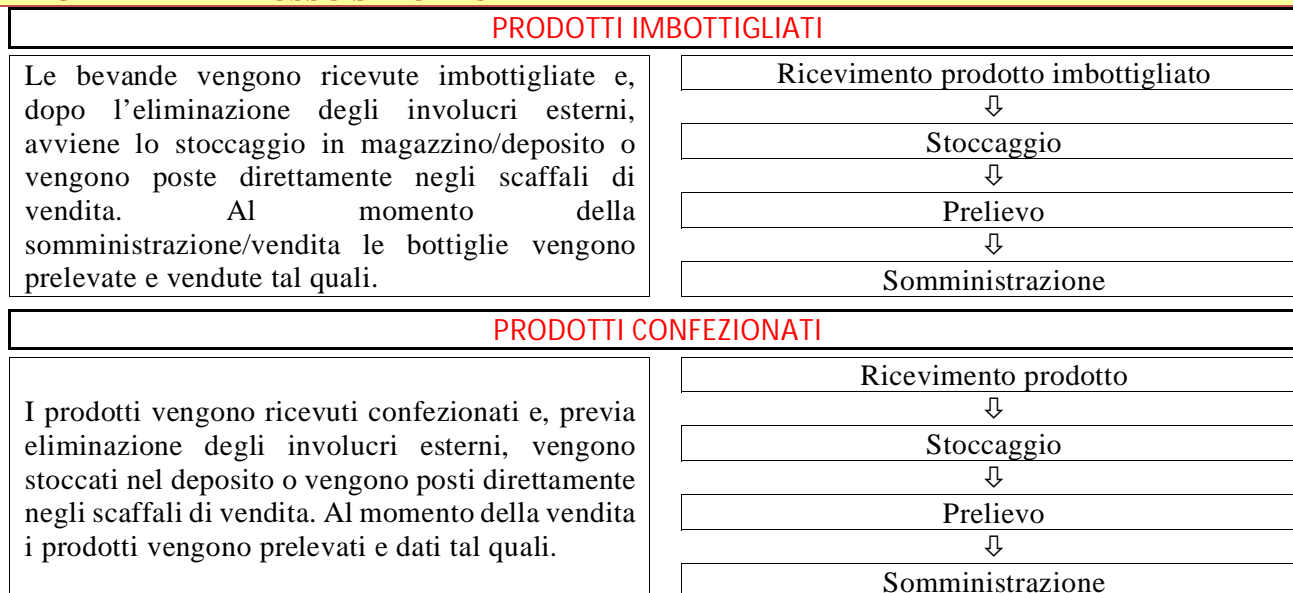 PRODOTTI IMBOTTIGLIATI
Le bevande vengono ricevute imbottigliate e,
dopo l’eliminazione degli involucri esterni,
avviene lo stoccaggio in magazzino/deposito o
vengono poste direttamente negli scaffali di
vendita. Al momento della
somministrazione/vendita le bottiglie vengono
prelevate e vendute tal quali.
Ricevimento prodotto imbottigliato
⇩
Stoccaggio
⇩
Prelievo
⇩
Somministrazione
PRODOTTI CONFEZIONATI
I prodotti vengono ricevuti confezionati e, previa
eliminazione degli involucri esterni, vengono
stoccati nel deposito o vengono posti direttamente
negli scaffali di vendita. Al momento della vendita
i prodotti vengono prelevati e dati tal quali.
Ricevimento prodotto
⇩
Stoccaggio
⇩
Prelievo
⇩
Somministrazione